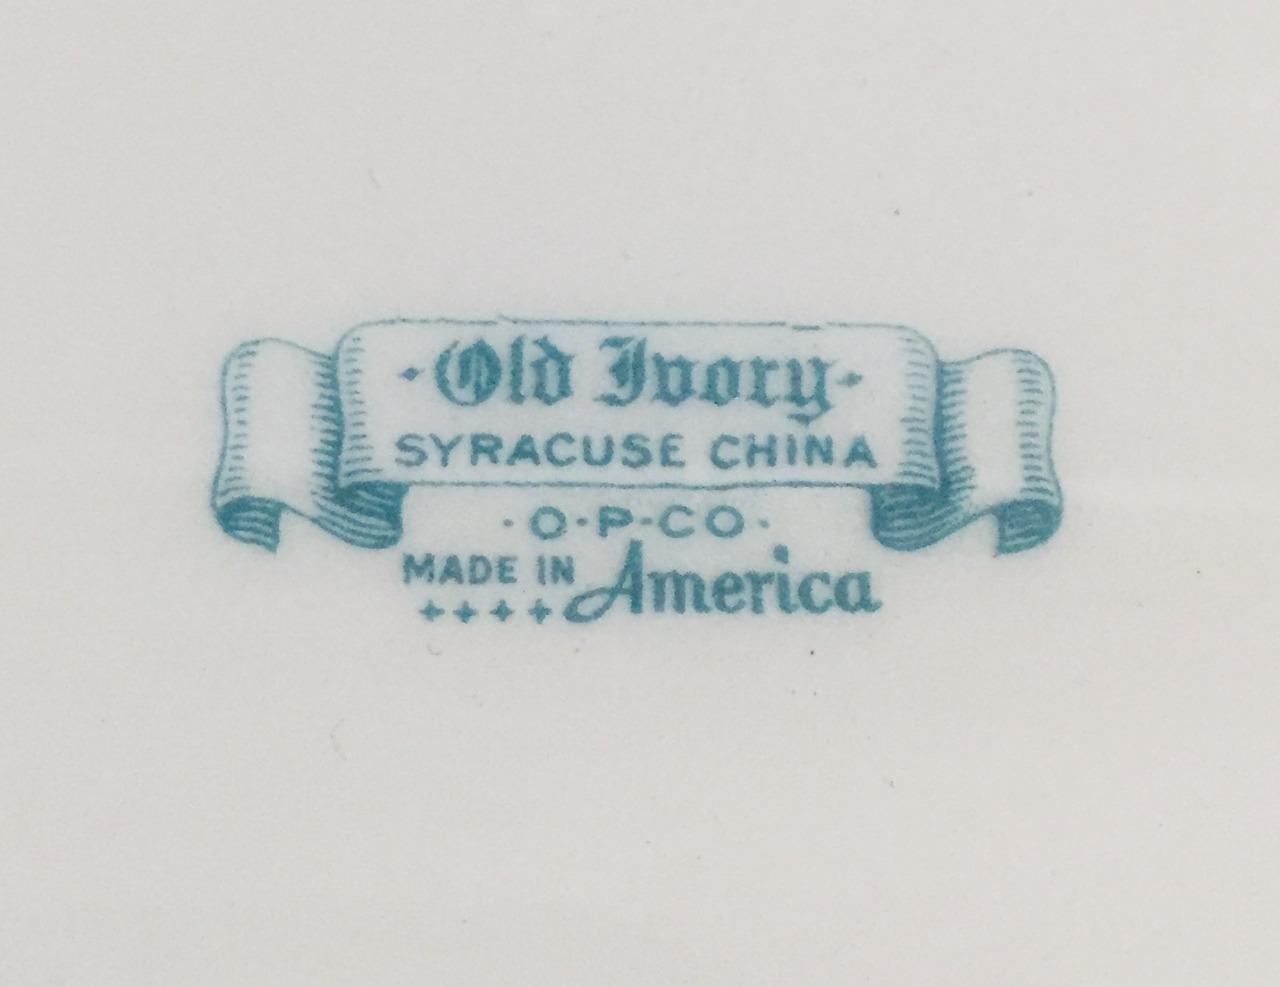 ·Old Ivory·
SYRACUSE CHINA
·O·P·CO·
MADE IN America
++++